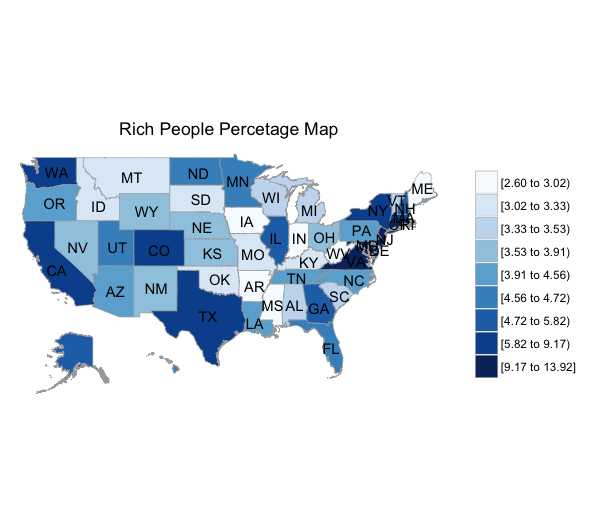 Rich People Percetage Map
WA
MT
ND
MN
ME
OR
ID
SD
WI
MI
VT
NH
NY
WY
IA
NE
PA
NV
UT
CO
KS
MO
IL
IN
OH
NJ
MD
DE
WV
VA
KY
CA
AZ
NM
OK
AR
TN
NC
SC
TX
LA
MS
AL
GA
FL
[2.60 to 3.02)
[3.02 to 3.33)
[3.33 to 3.53)
[3.53 to 3.91)
[3.91 to 4.56)
[4.56 to 4.72)
[4.72 to 5.82)
[5.82 to 9.17)
[9.17 to 13.92]